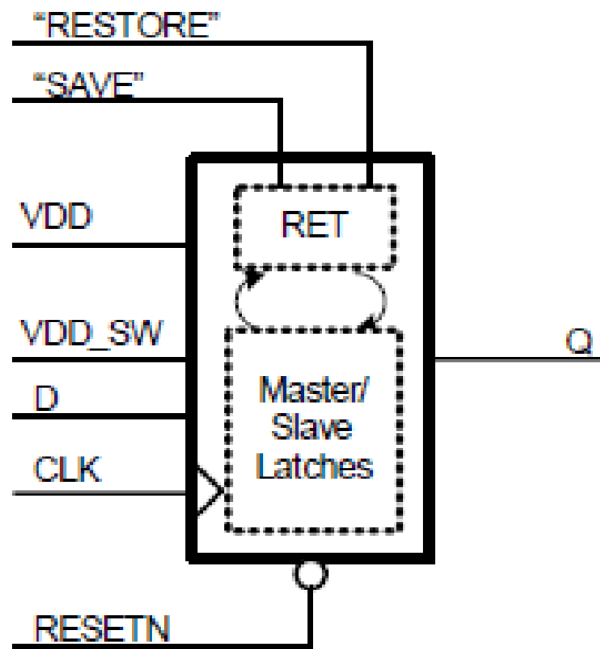 “RESTORE”
“SAVE”
VDD
RET
VDD_SW
Q
D
Master/
Slave
Latches
CLK
RESETN